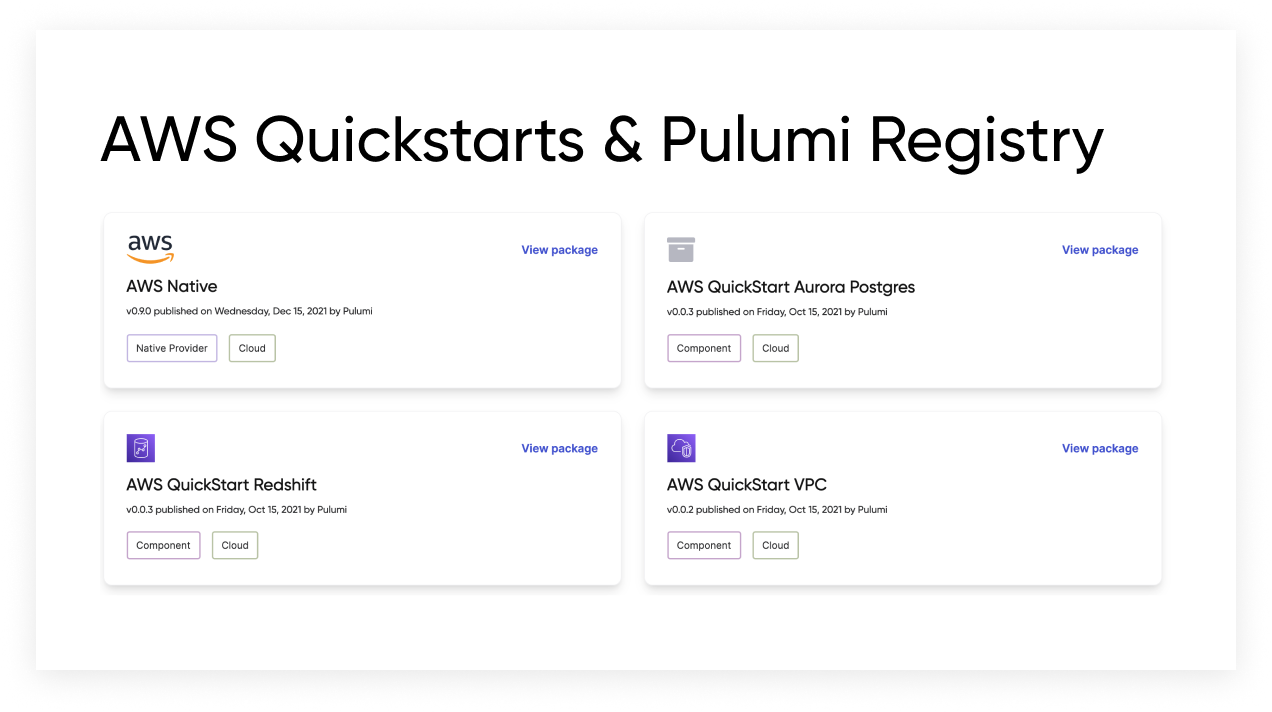 AWS Quickstarts & Pulumi Registry
aws
View package
AWS Native
v0.9.0 published on Wednesday, Dec 15, 2021 by Pulumi
Native Provider
Cloud
View package
AWS QuickStart Aurora Postgres
v0.0.3 published on Friday, Oct 15, 2021 by Pulumi
Component
Cloud
View package
AWS QuickStart Redshift
v0.0.3 published on Friday, Oct 15, 2021 by Pulumi
Component
Cloud
View package
AWS QuickStart VPC
v0.0.2 published on Friday, Oct 15, 2021 by Pulumi
Component
Cloud